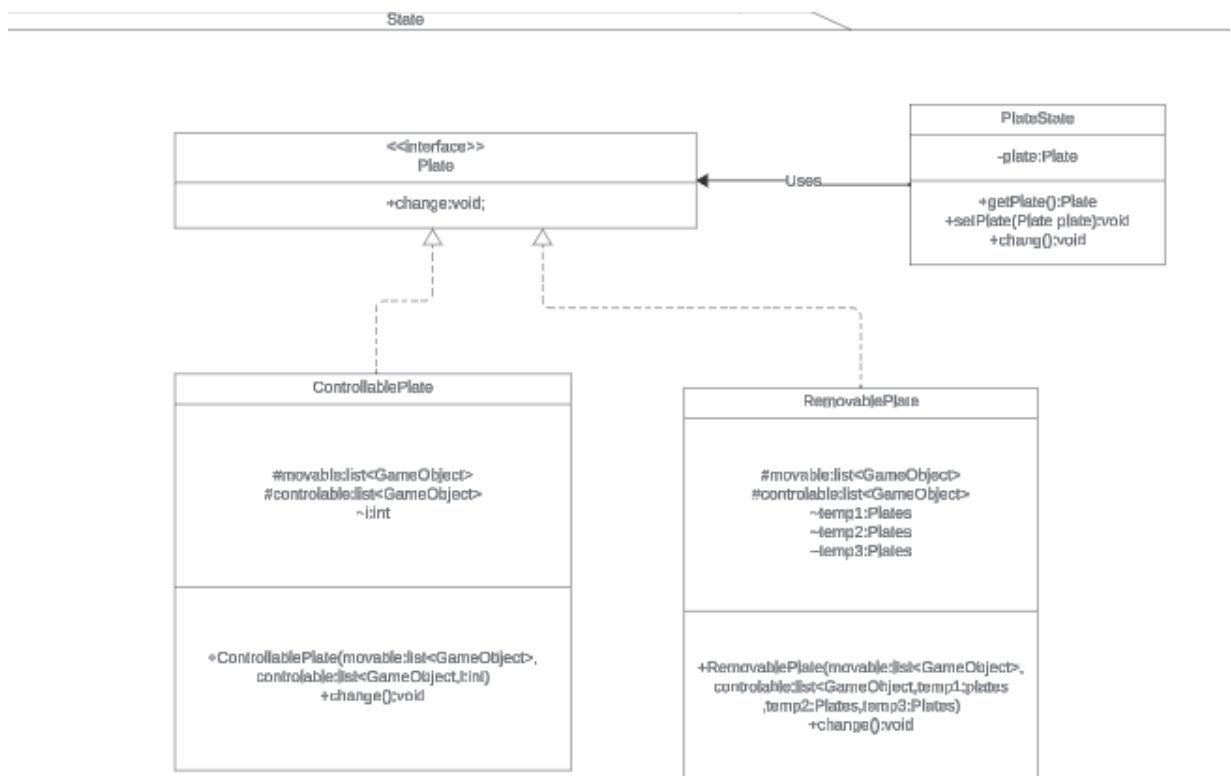 State
<<interface>>
Plate
+change:void;
Uses
PlateState
-plate:Plate
+getPlate():Plate
+setPlate(Plate plate):void
+chang():void
ControllablePlate
#movable:list<GameObject>
#controlable:list<GameObject>
~i:int
+ControllablePlate(movable:list<GameObject>,
controlable:list<GameObject,i:int)
+change():void
RemovablePlate
#movable:list<GameObject>
#controlable:list<GameObject>
~temp1:Plates
~temp2:Plates
~temp3:Plates
+RemovablePlate(movable:list<GameObject>,
controlable:list<GameObject,temp1:plates
,temp2:Plates,temp3:Plates)
+change():void